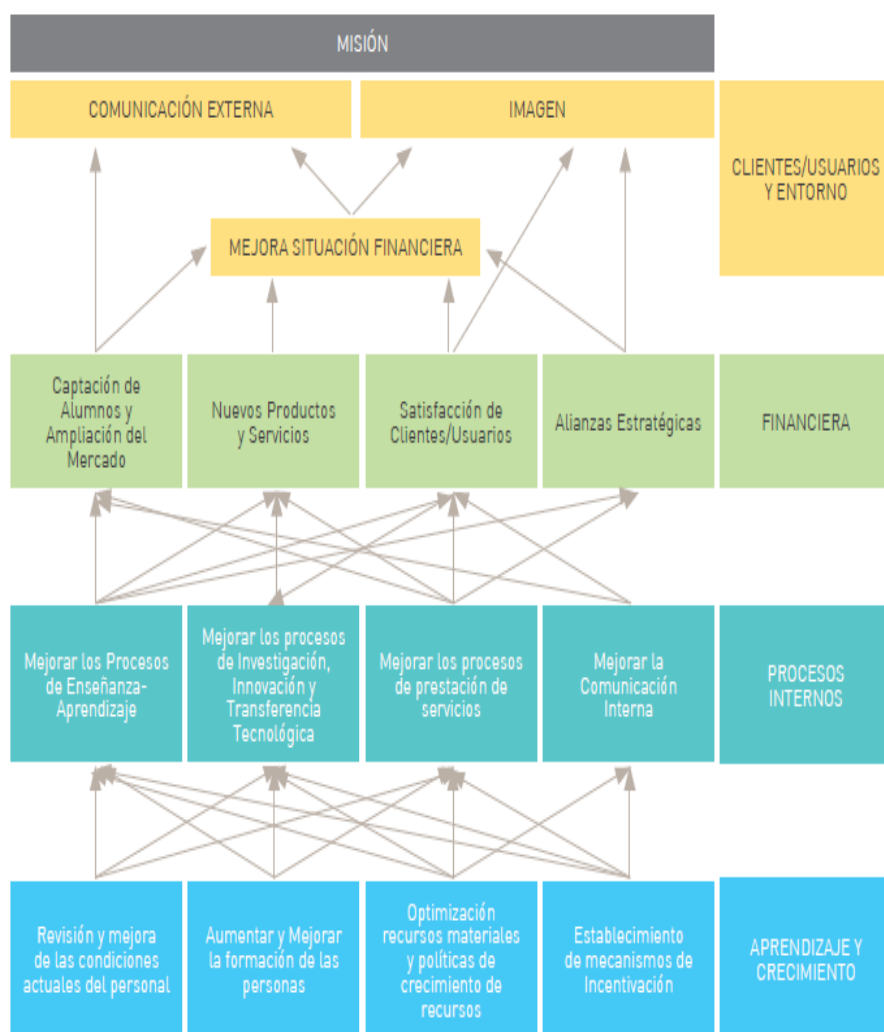 MISIÓN
COMUNICACIÓN EXTERNA
IMAGEN
CLIENTES/USUARIOS
Y ENTORNO
MEJORA SITUACIÓN FINANCIERA
Captación de
Alumnos y
Ampliación del
Mercado
Nuevos Productos
y Servicios
Satisfacción de
Clientes/Usuarios
Alianzas Estratégicas
FINANCIERA
Mejorar los Procesos
de Enseñanza-
Aprendizaje
Mejorar los procesos
de Investigación,
Innovación y
Transferencia
Tecnológica
Mejorar los procesos
de prestación de
servicios
Mejorar la
Comunicación
Interna
PROCESOS
INTERNOS
Revisión y mejora
de las condiciones
actuales del personal
Aumentar y Mejorar
la formación de las
personas
Optimización
recursos materiales
y políticas de
crecimiento de
recursos
Establecimiento
de mecanismos de
Incentivación
APRENDIZAJE Y
CRECIMIENTO